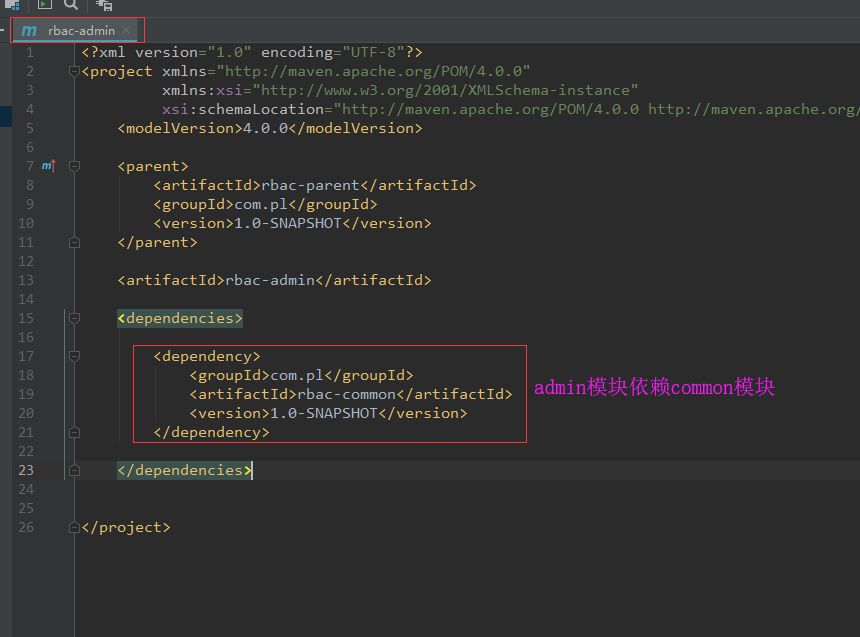 rbac-admin
1 <?xml version="1.0" encoding="UTF-8"?>
2 <project xmlns="http://maven.apache.org/POM/4.0.0"
3 xmlns:xsi="http://www.w3.org/2001/XMLSchema-instance"
4 xsi:schemaLocation="http://maven.apache.org/POM/4.0.0 http://maven.apache.org/
5 <modelVersion>4.0.0</modelVersion>
6
7 <parent>
8 <artifactId>rbac-parent</artifactId>
9 <groupId>com.pl</groupId>
10 <version>1.0-SNAPSHOT</version>
11 </parent>
12
13 <artifactId>rbac-admin</artifactId>
14
15 <dependencies>
16
17 <dependency>
18 <groupId>com.pl</groupId>
19 <artifactId>rbac-common</artifactId>
admin模块依赖common模块
20 <version>1.0-SNAPSHOT</version>
21 </dependency>
22
23 </dependencies>
24
25
26 </project>